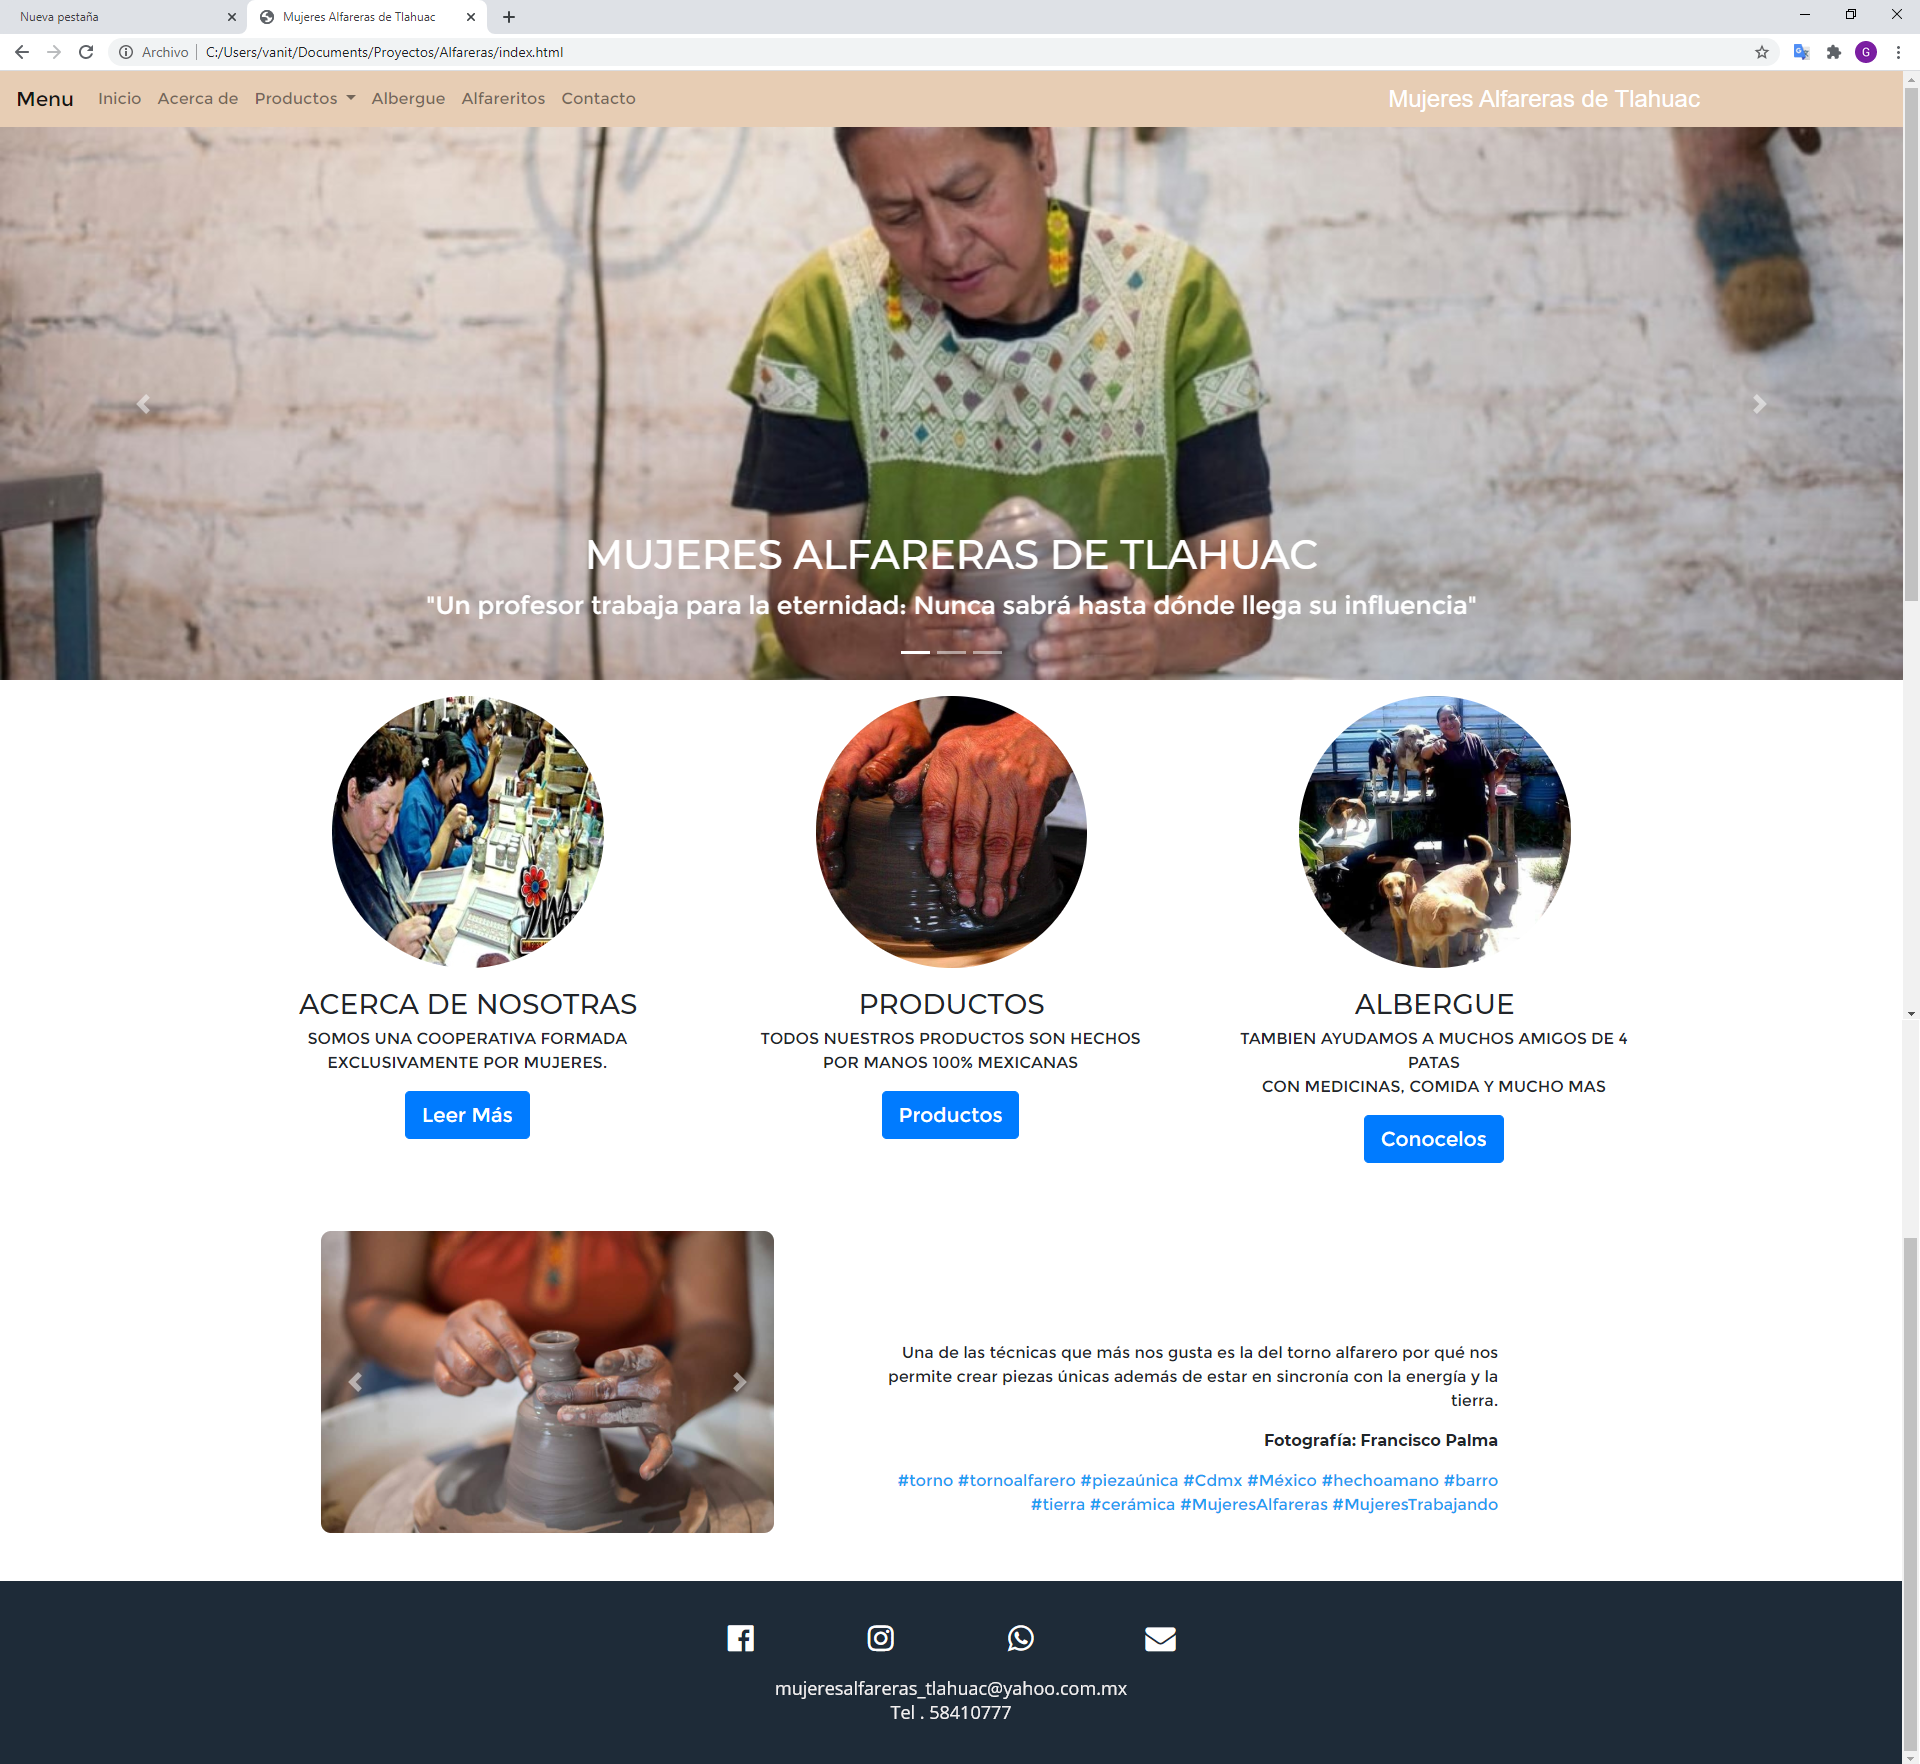 Nueva pestaña
Mujeres Alfareras de Tlahuac
Archivo
C:/Users/vanit/Documents/Proyectos/Alfareras/index.html
G
Menu Inicio Acerca de Productos Albergue Alfareritos Contacto
Mujeres Alfareras de Tlahuac
MUJERES ALFARERAS DE TLAHUAC
"Un profesor trabaja para la eternidad: Nunca sabrá hasta dónde llega su influencia"
ACERCA DE NOSOTRAS
SOMOS UNA COOPERATIVA FORMADA
EXCLUSIVAMENTE POR MUJERES.
Leer Más
PRODUCTOS
TODOS NUESTROS PRODUCTOS SON HECHOS
POR MANOS 100% MEXICANAS
Productos
ALBERGUE
TAMBIEN AYUDAMOS A MUCHOS AMIGOS DE 4
PATAS
CON MEDICINAS, COMIDA Y MUCHO MAS
Conocelos
Una de las técnicas que más nos gusta es la del torno alfarero por qué nos
permite crear piezas únicas además de estar en sincronía con la energía y la
tierra.
Fotografía: Francisco Palma
#torno #tornoalfarero #piezaúnica #Cdmx #México #hechoamano #barro
#tierra #cerámica #MujeresAlfareras #MujeresTrabajando
mujeresalfareras_tlahuac@yahoo.com.mx
Tel . 58410777